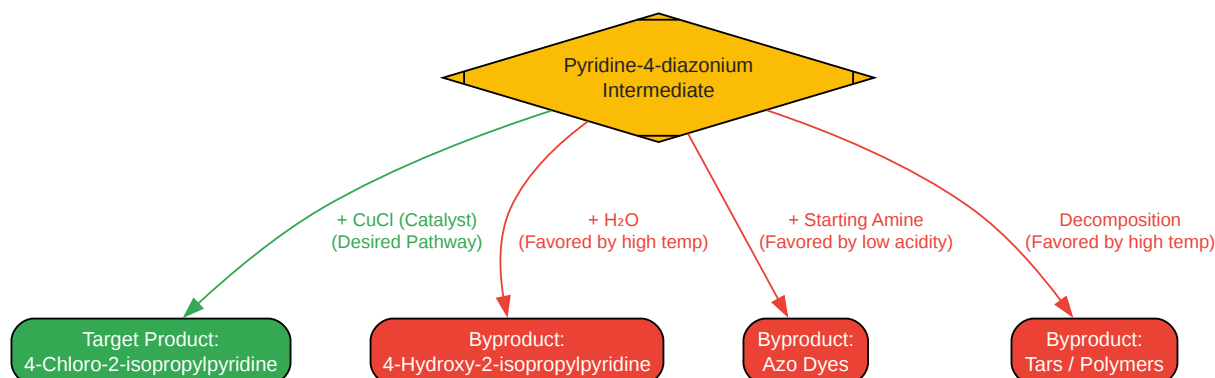 Pyridine-4-diazonium
Intermediate
+ CuCl (Catalyst)
(Desired Pathway)
+ H₂O
(Favored by high temp)
+ Starting Amine
(Favored by low acidity)
Decomposition
(Favored by high temp)
Target Product:
4-Chloro-2-isopropylpyridine
Byproduct:
4-Hydroxy-2-isopropylpyridine
Byproduct:
Azo Dyes
Byproduct:
Tars / Polymers